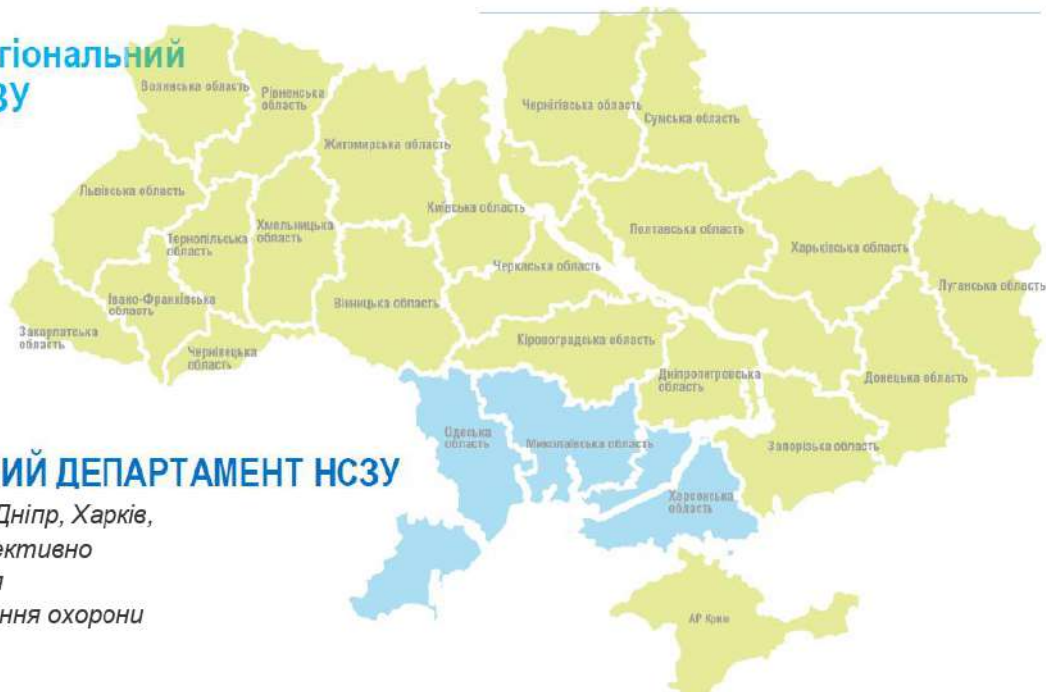 гіональний
ЗУ
Волинська область
Рівненська
область
Житомирська область
Чернігівська область
Сумська область
Львівська область
Тернопільська
область
Хмельницька
область
Київська область
Полтавська область
Харьківська область
Луганська область
Черкаська область
Івано-Франківська
область
Вінницька область
Закарпатська
область
Чернівецька
область
Кіровоградська область
Дніпропетровська
область
Донецька область
Запорізька область
Одеська
область
Миколаївська область
Херсонська
область
АР Крим
ИЙ ДЕПАРТАМЕНТ НСЗУ
Дніпр, Харків,
ективно
ння охорони